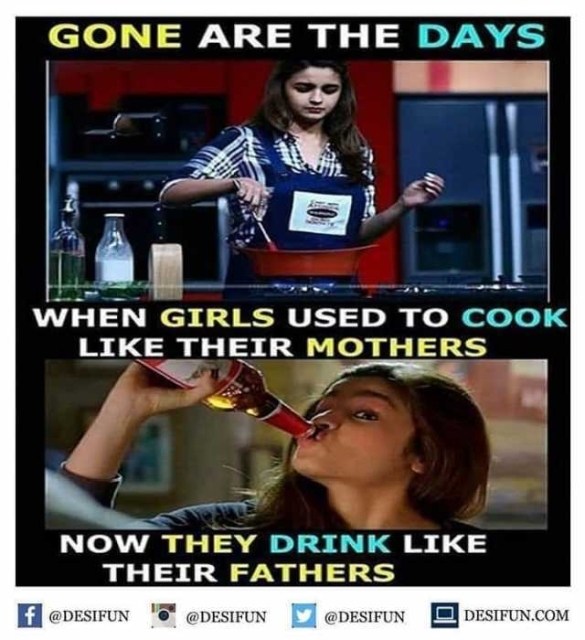 GONE ARE THE DAYS
WHEN GIRLS USED TO COOK
LIKE THEIR MOTHERS
NOW THEY DRINK LIKE
THEIR FATHERS
@DESIFUN @DESIFUN @DESIFUN DESIFUN.COM